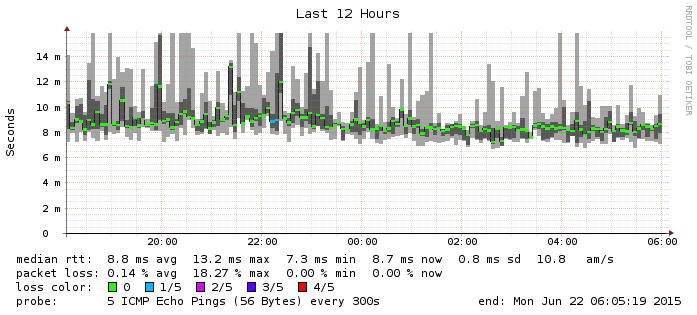 Last 12 Hours
RRDTOOL / TOBI OETIKER
Seconds
14 m
12 m
10 m
8 m
6 m
4 m
2 m
0
20:00 22:00 00:00 02:00 04:00 06:00
median rtt: 8.8 ms avg 13.2 ms max 7.3 ms min 8.7 ms now 0.8 ms sd 10.8 am/s
packet loss: 0.14 % avg 18.27 % max 0.00 % min 0.00 % now
loss color: 0 1/5 2/5 3/5 4/5
probe: 5 ICMP Echo Pings (56 Bytes) every 300s end: Mon Jun 22 06:05:19 2015